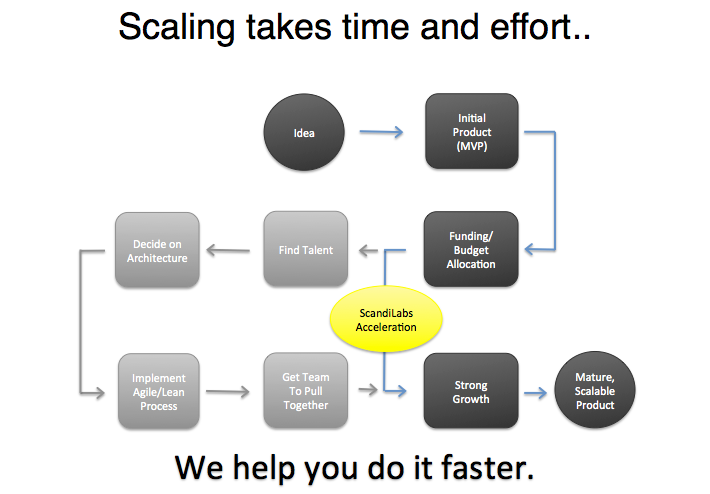 Scaling takes time and effort..
Idea
Initial
Product
(MVP)
Decide on
Architecture
Find Talent
Funding/
Budget
Allocation
ScandiLabs
Acceleration
Implement
Agile/Lean
Process
Get Team
To Pull
Together
Strong
Growth
Mature,
Scalable
Product
We help you do it faster.